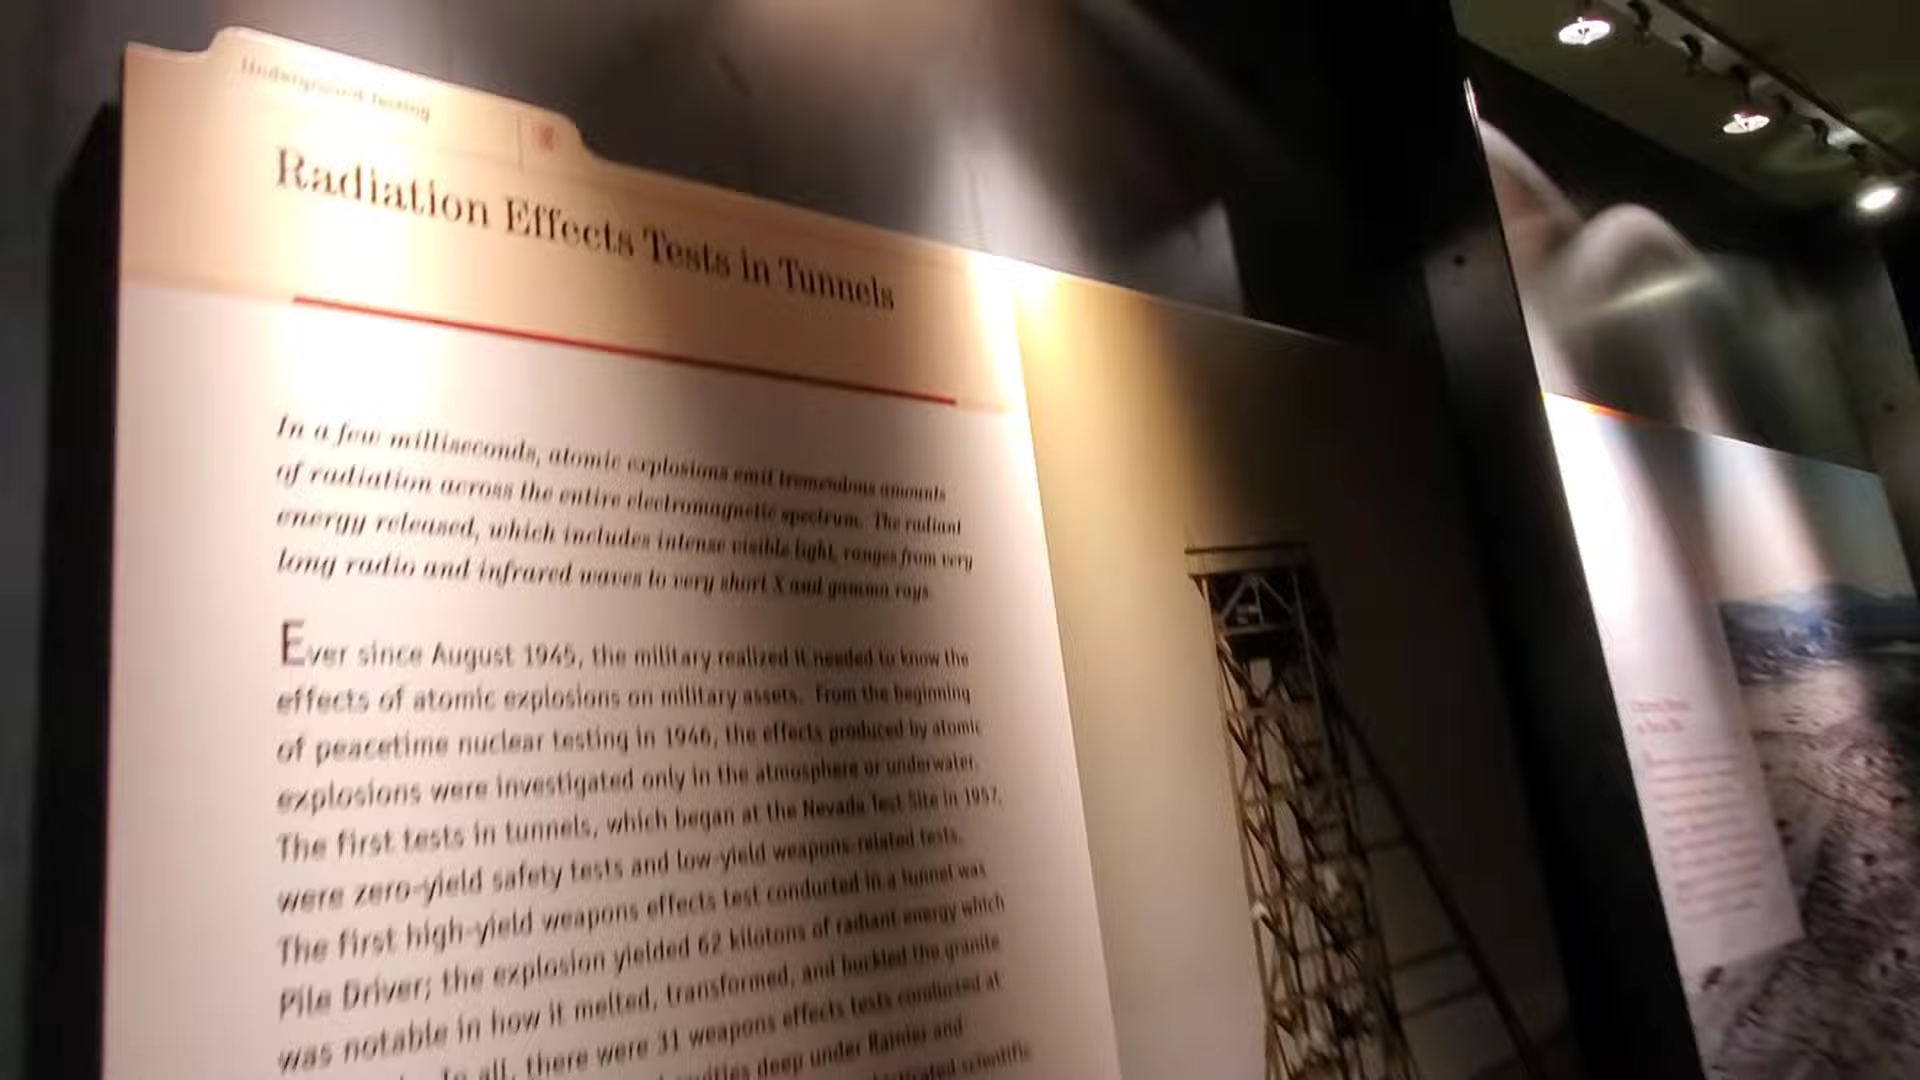 Underground Testing
Radiation Effects Tests in Tunnels
In a few milliseconds, atomic explosions emit tremendous amounts
of radiation across the entire electromagnetic spectrum. The radiant
energy released, which includes intense visible light, ranges from very
long radio and infrared waves to very short X and gamma rays.
Ever since August 1945, the military realized it needed to know the
effects of atomic explosions on military assets. From the beginning
of peacetime nuclear testing in 1946, the effects produced by atomic
explosions were investigated only in the atmosphere or underwater.
The first tests in tunnels, which began at the Nevada Test Site in 1957,
were zero-yield safety tests and low-yield weapons-related tests.
The first high-yield weapons effects test conducted in a tunnel was
Pile Driver; the explosion yielded 62 kilotons of radiant energy which
was notable in how it melted, transformed, and buckled the granite
In all, there were 31 weapons effects tests conducted at
deep under Rainier and
scientific